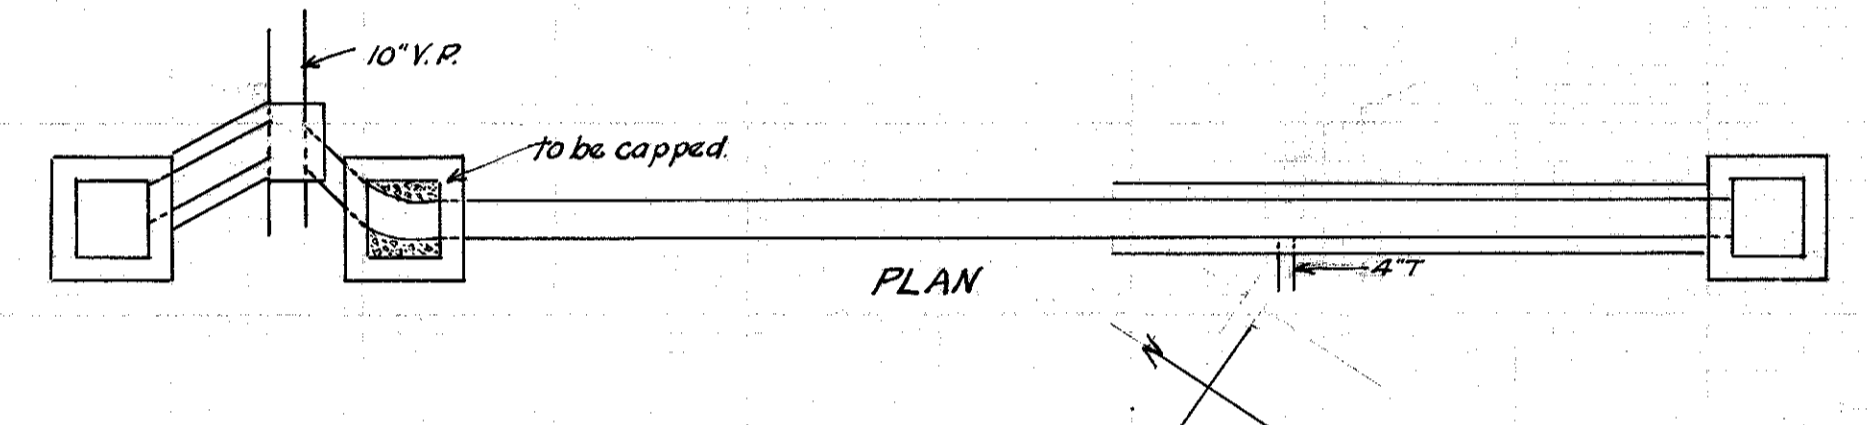 10" V.P.
to be capped.
PLAN
4"T
N